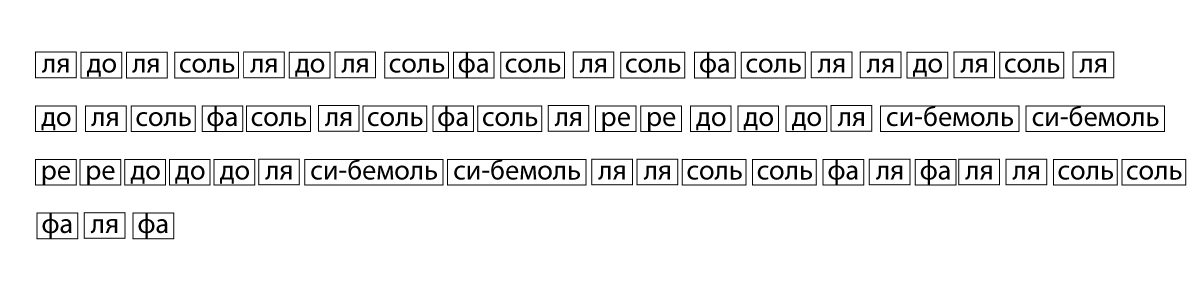 ля до ля соль ля до ля соль фа соль ля соль фа соль ля ля до ля соль ля
до ля соль фа соль ля соль фа соль ля ре ре до до до ля си-бемоль си-бемоль
ре ре до до до ля си-бемоль си-бемоль ля ля соль соль фа ля фа ля ля соль соль
фа ля фа